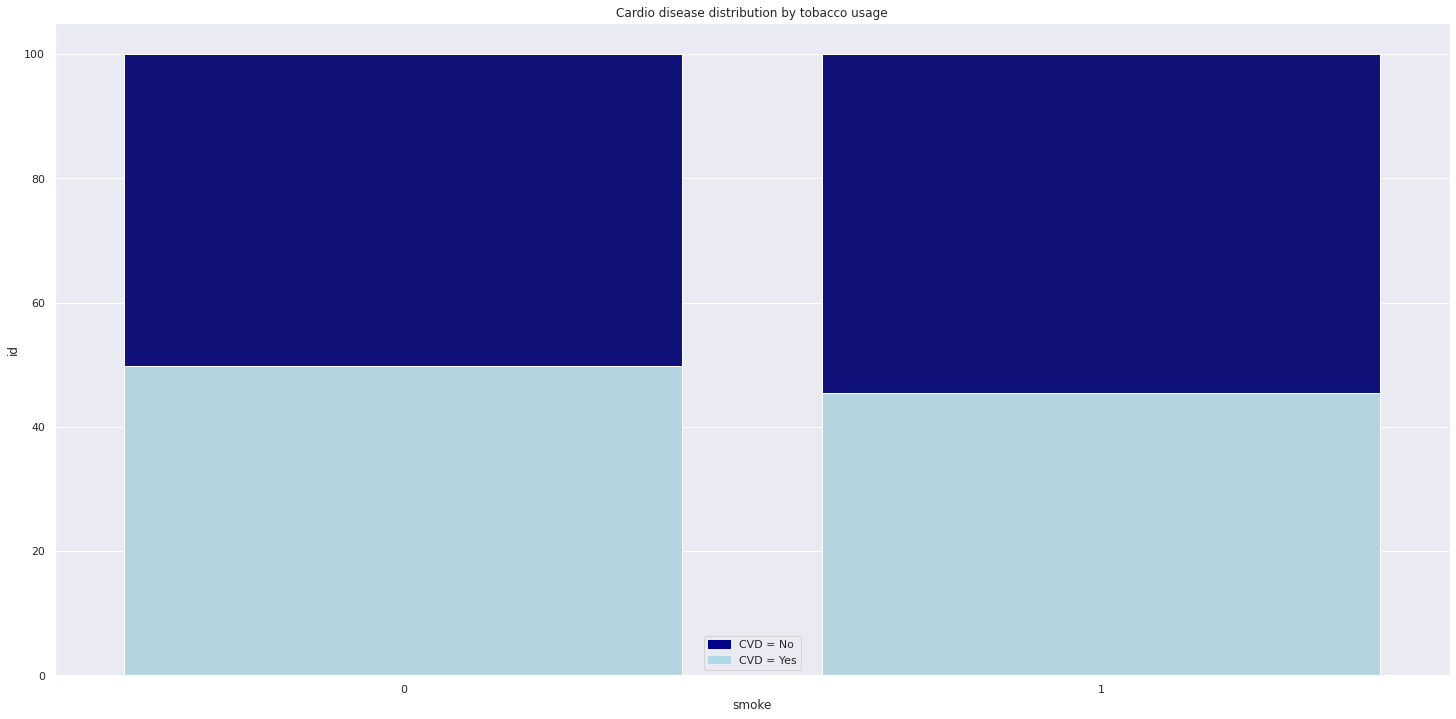 Cardio disease distribution by tobacco usage
100
80
60
40
20
0
id
CVD = No
CVD = Yes
0
1
smoke